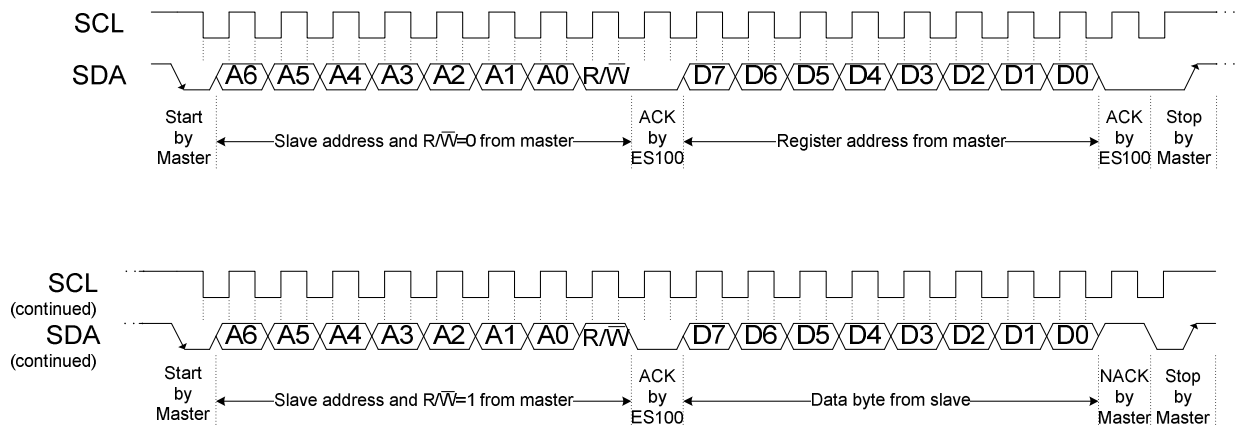 SCL
SDA
A6 A5 A4 A3 A2 A1 A0 R/W̅ D7 D6 D5 D4 D3 D2 D1 D0
Start
by
Master
Slave address and R/W̅=0 from master
ACK
by
ES100
Register address from master
ACK
by
ES100
Stop
by
Master
SCL
(continued)
SDA
(continued)
A6 A5 A4 A3 A2 A1 A0 R/W̅ D7 D6 D5 D4 D3 D2 D1 D0
Start
by
Master
Slave address and R/W̅=1 from master
ACK
by
ES100
Data byte from slave
NACK
by
Master
Stop
by
Master